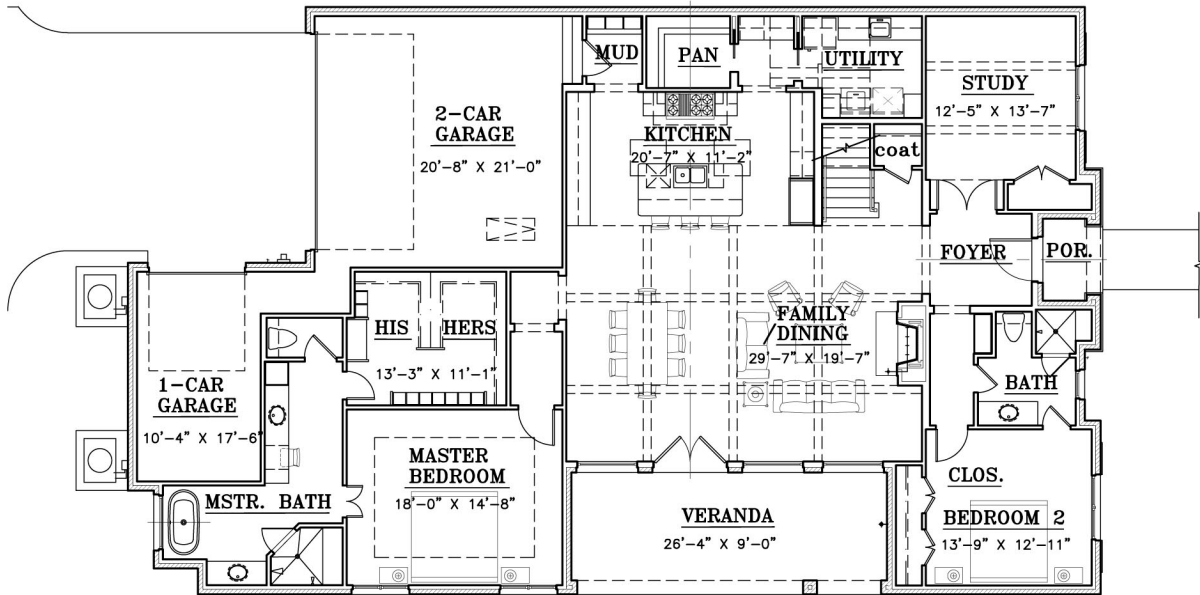 MUD
PAN
UTILITY
STUDY
12'-5" X 13'-7"
2-CAR
GARAGE
20'-8" X 21'-0"
KITCHEN
20'-7" X 11'-2"
coat
FOYER
POR.
HIS
HERS
13'-3" X 11'-1"
FAMILY
DINING
29'-7" X 19'-7"
1-CAR
GARAGE
10'-4" X 17'-6"
BATH
MASTER
BEDROOM
18'-0" X 14'-8"
MSTR. BATH
CLOS.
VERANDA
26'-4" X 9'-0"
BEDROOM 2
13'-9" X 12'-11"